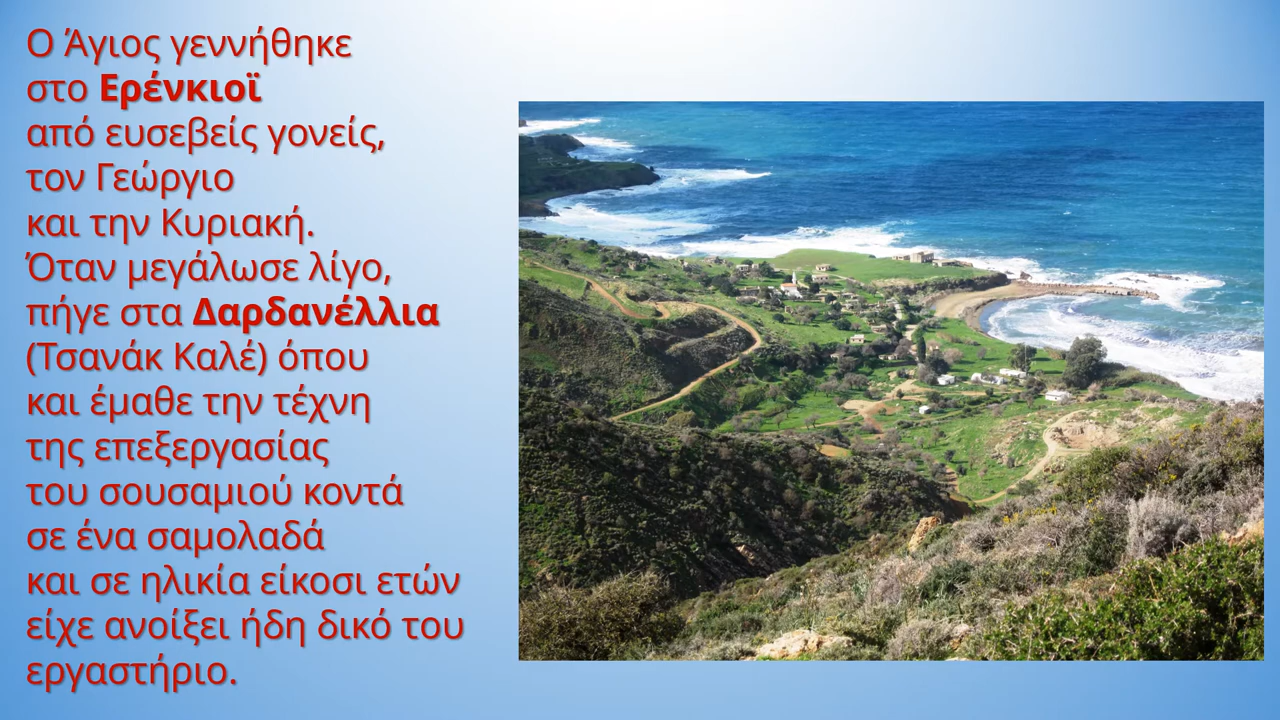 Ο Άγιος γεννήθηκε
στο Ερένκιοϊ
από ευσεβείς γονείς,
τον Γεώργιο
και την Κυριακή.
Όταν μεγάλωσε λίγο,
πήγε στα Δαρδανέλλια
(Τσανάκ Καλέ) όπου
και έμαθε την τέχνη
της επεξεργασίας
του σουσαμιού κοντά
σε ένα σαμολαδά
και σε ηλικία είκοσι ετών
είχε ανοίξει ήδη δικό του
εργαστήριο.